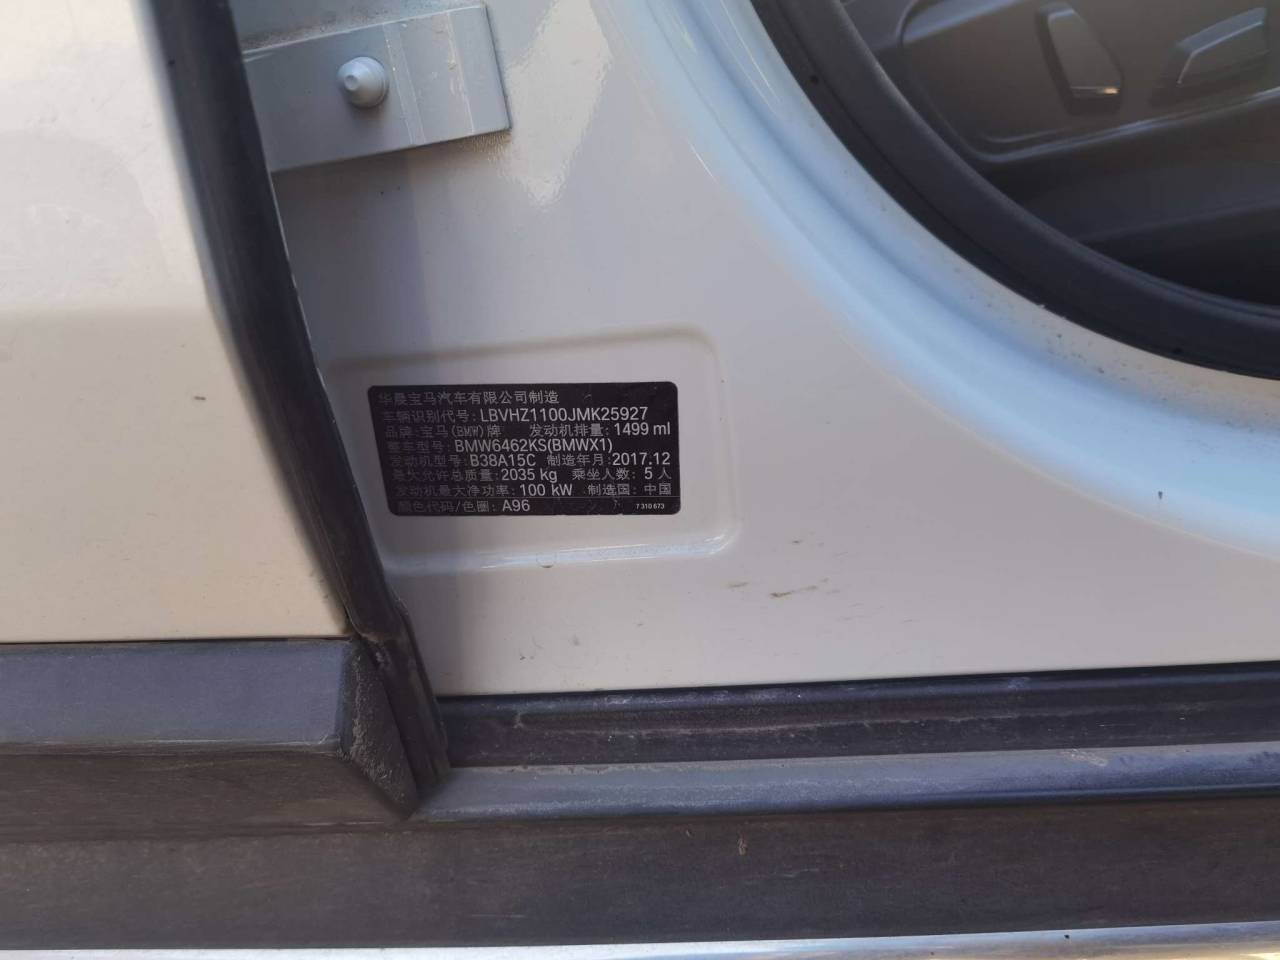 华晨宝马汽车有限公司制造
车辆识别代号: LBVHZ1100JMK25927
品牌: 宝马(BMW)牌 发动机排量: 1499 ml
整车型号: BMW6462KS(BMWX1)
发动机型号: B38A15C 制造年月: 2017.12
最大允许总质量: 2035 kg 乘坐人数: 5 人
发动机最大净功率: 100 kW 制造国: 中国
颜色代码/色圈: A96 7 310 673